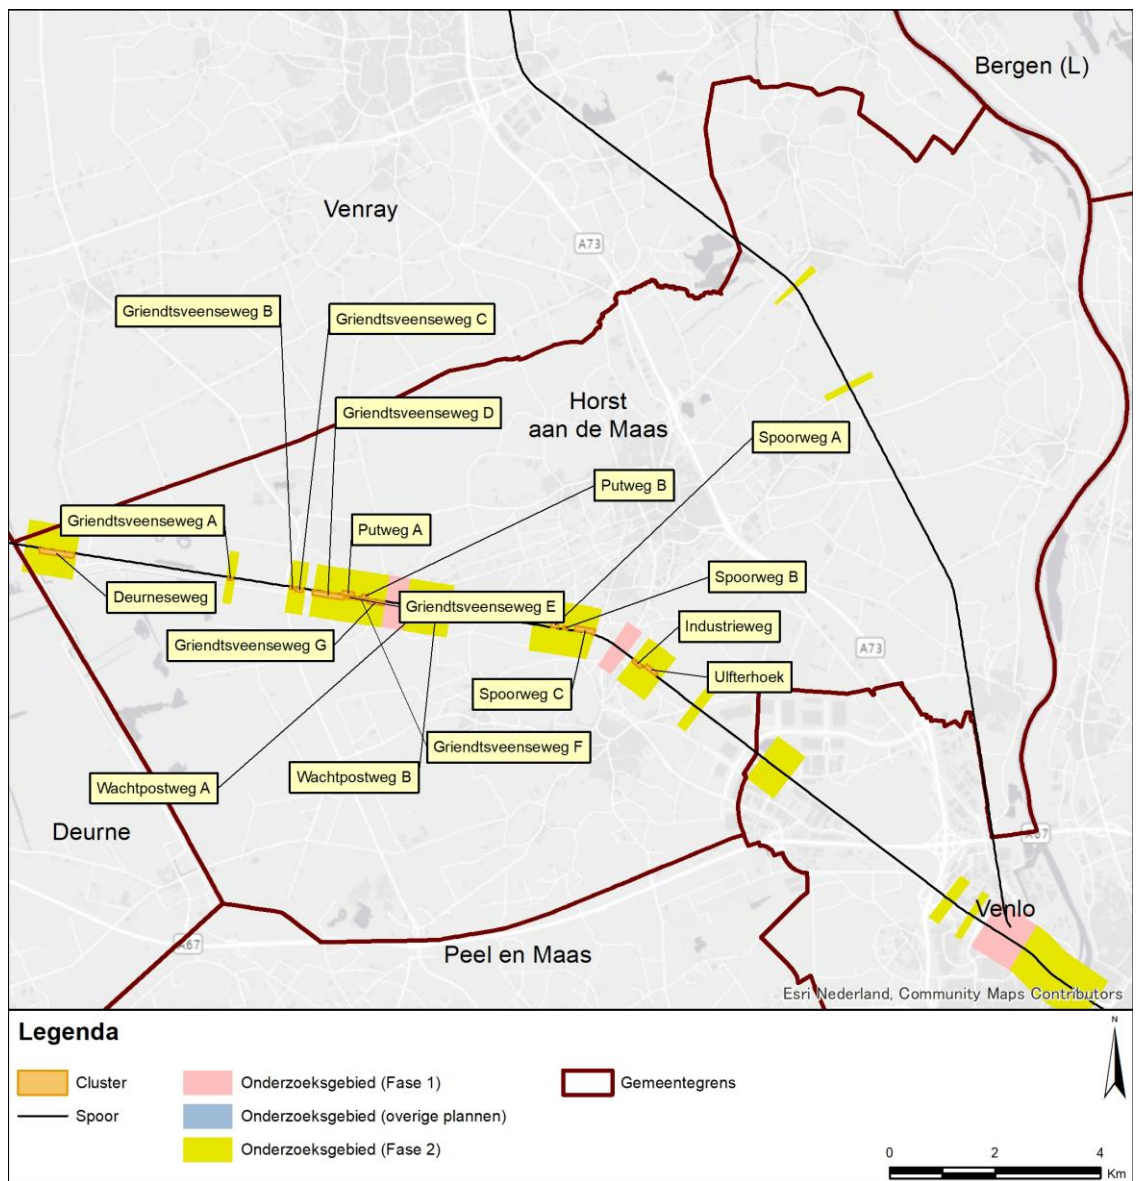 Bergen (L)
Venray
A73
Griendtsveenseweg B
Griendtsveenseweg C
Griendtsveenseweg D
Horst
aan de Maas
Spoorweg A
Putweg B
Griendtsveenseweg A
Putweg A
Deurneseweg
Spoorweg B
Griendtsveenseweg E
Industrieweg
Griendtsveenseweg G
A73
Ulfterhoek
Spoorweg C
Griendtsveenseweg F
Wachtpostweg B
Wachtpostweg A
Deurne
A67
Venlo
A67
Peel en Maas
Esri Nederland, Community Maps Contributors
Legenda
Cluster
Spoor
Onderzoeksgebied (Fase 1)
Onderzoeksgebied (overige plannen)
Onderzoeksgebied (Fase 2)
Gemeentegrens
N
0 2 4
Km